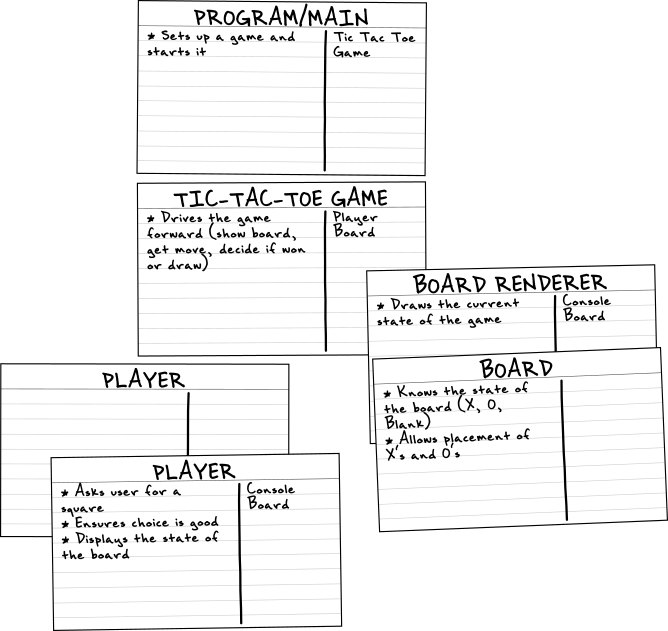 PROGRAM/MAIN
* Sets up a game and
starts it
Tic Tac Toe
Game
TIC-TAC-TOE GAME
* Drives the game
forward (show board,
get move, decide if won
or draw)
Player
Board
BOARD RENDERER
* Draws the current
state of the game
Console
Board
BOARD
* Knows the state of
the board (X, O,
Blank)
* Allows placement of
X's and O's
PLAYER
PLAYER
* Asks user for a
square
* Ensures choice is good
* Displays the state of
the board
Console
Board